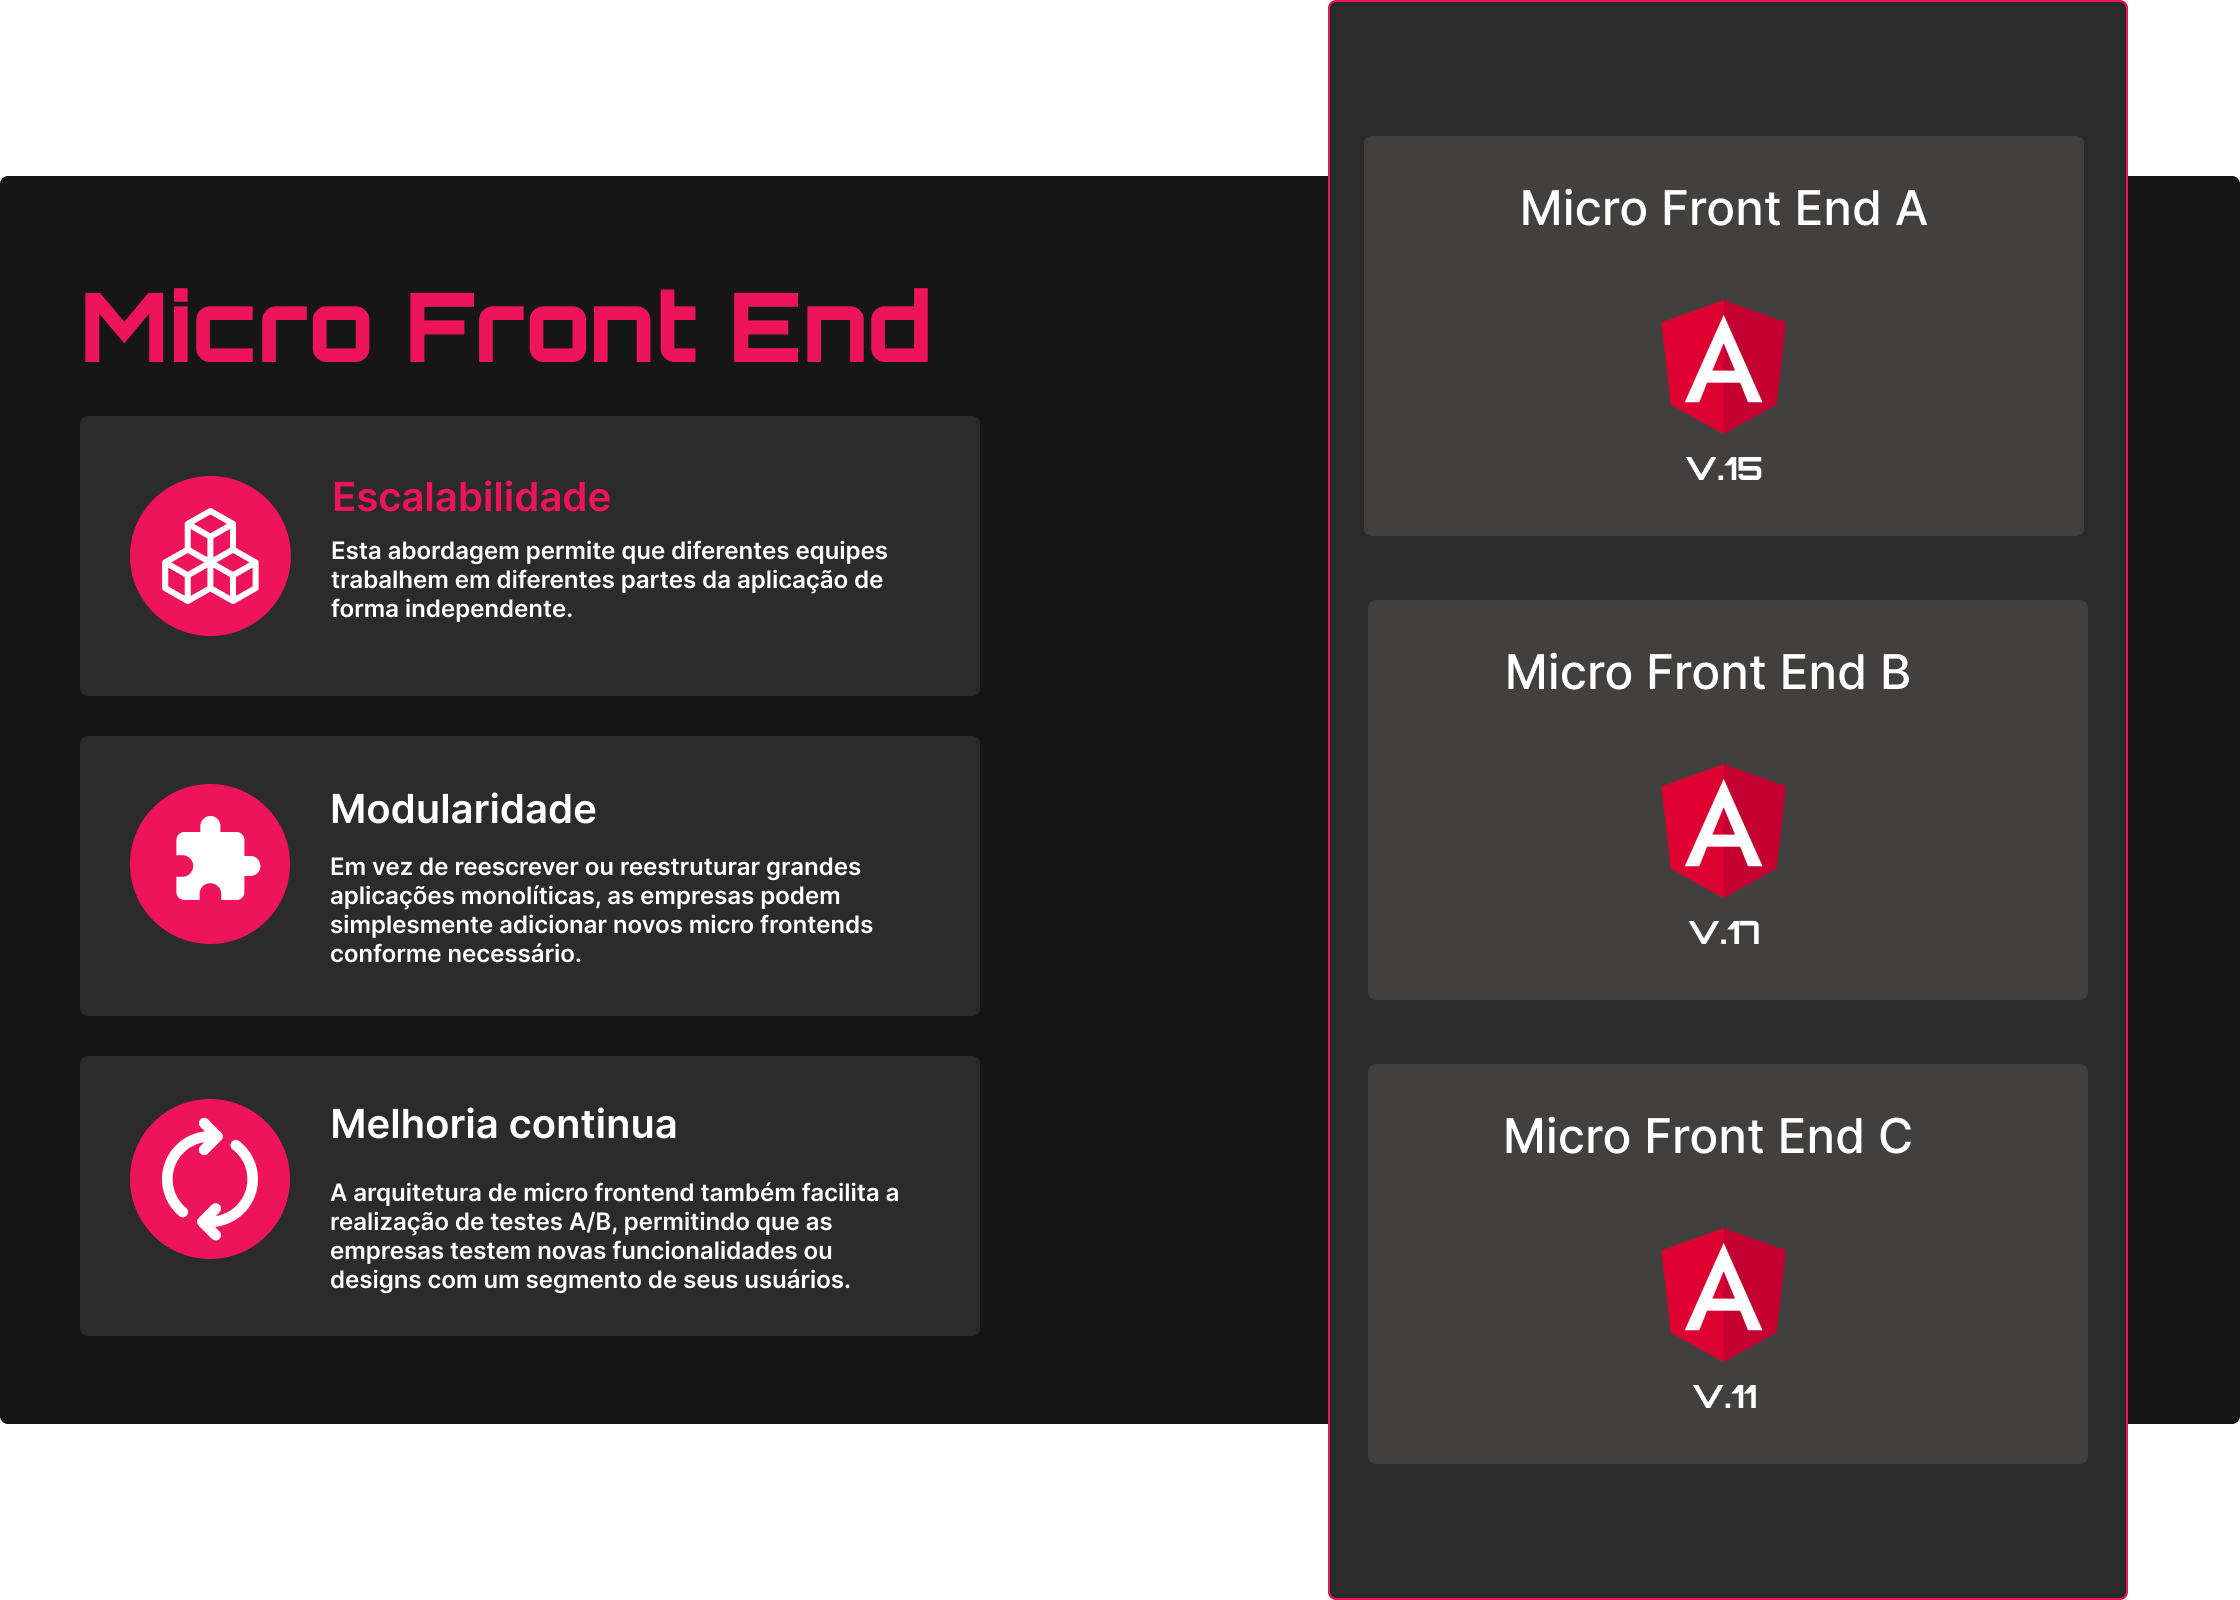 Micro Front End
Escalabilidade
Esta abordagem permite que diferentes equipes
trabalhem em diferentes partes da aplicação de
forma independente.
Modularidade
Em vez de reescrever ou reestruturar grandes
aplicações monolíticas, as empresas podem
simplesmente adicionar novos micro frontends
conforme necessário.
Melhoria continua
A arquitetura de micro frontend também facilita a
realização de testes A/B, permitindo que as
empresas testem novas funcionalidades ou
designs com um segmento de seus usuários.
Micro Front End A
A
V.15
Micro Front End B
A
V.17
Micro Front End C
A
V.11